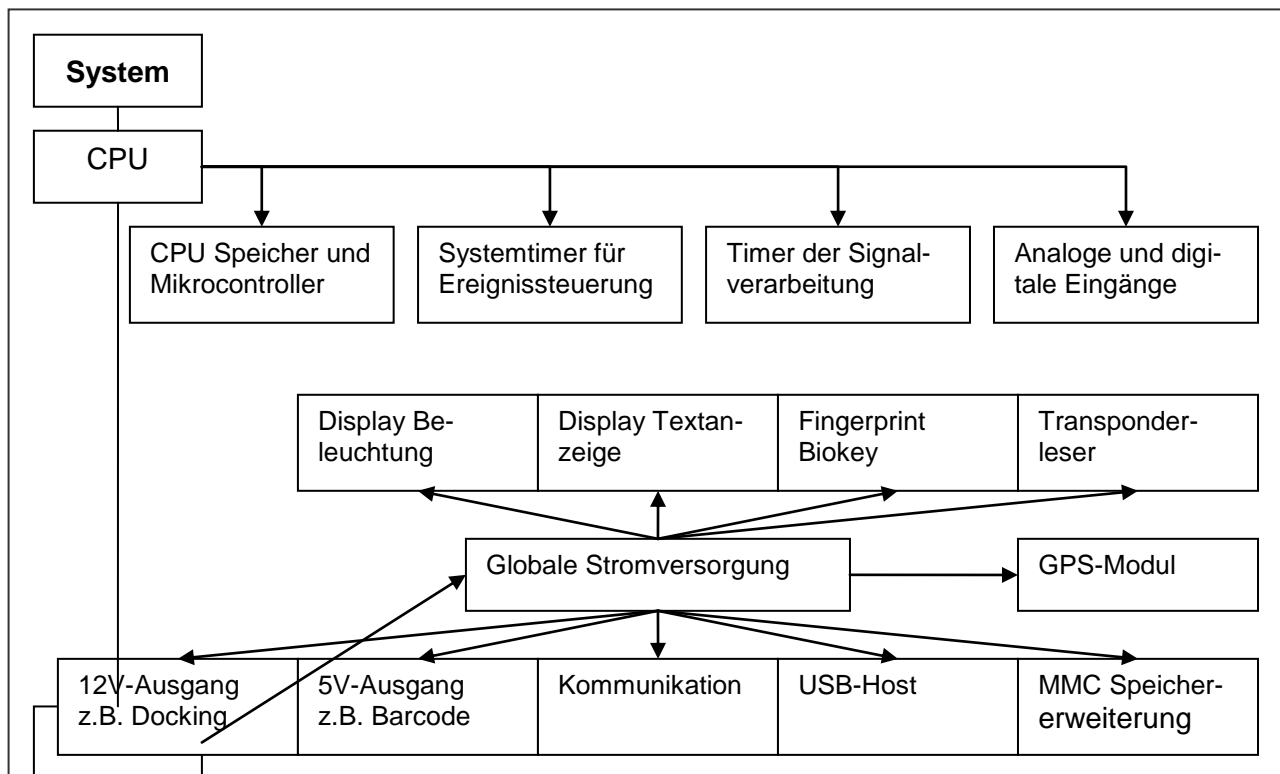 System
CPU
CPU Speicher und
Mikrocontroller
Systemtimer für
Ereignissteuerung
Timer der Signal-
verarbeitung
Analoge und digi-
tale Eingänge
Display Be-
leuchtung
Display Textan-
zeige
Fingerprint
Biokey
Transponder-
leser
Globale Stromversorgung
GPS-Modul
12V-Ausgang
z.B. Docking
5V-Ausgang
z.B. Barcode
Kommunikation
USB-Host
MMC Speicher-
erweiterung